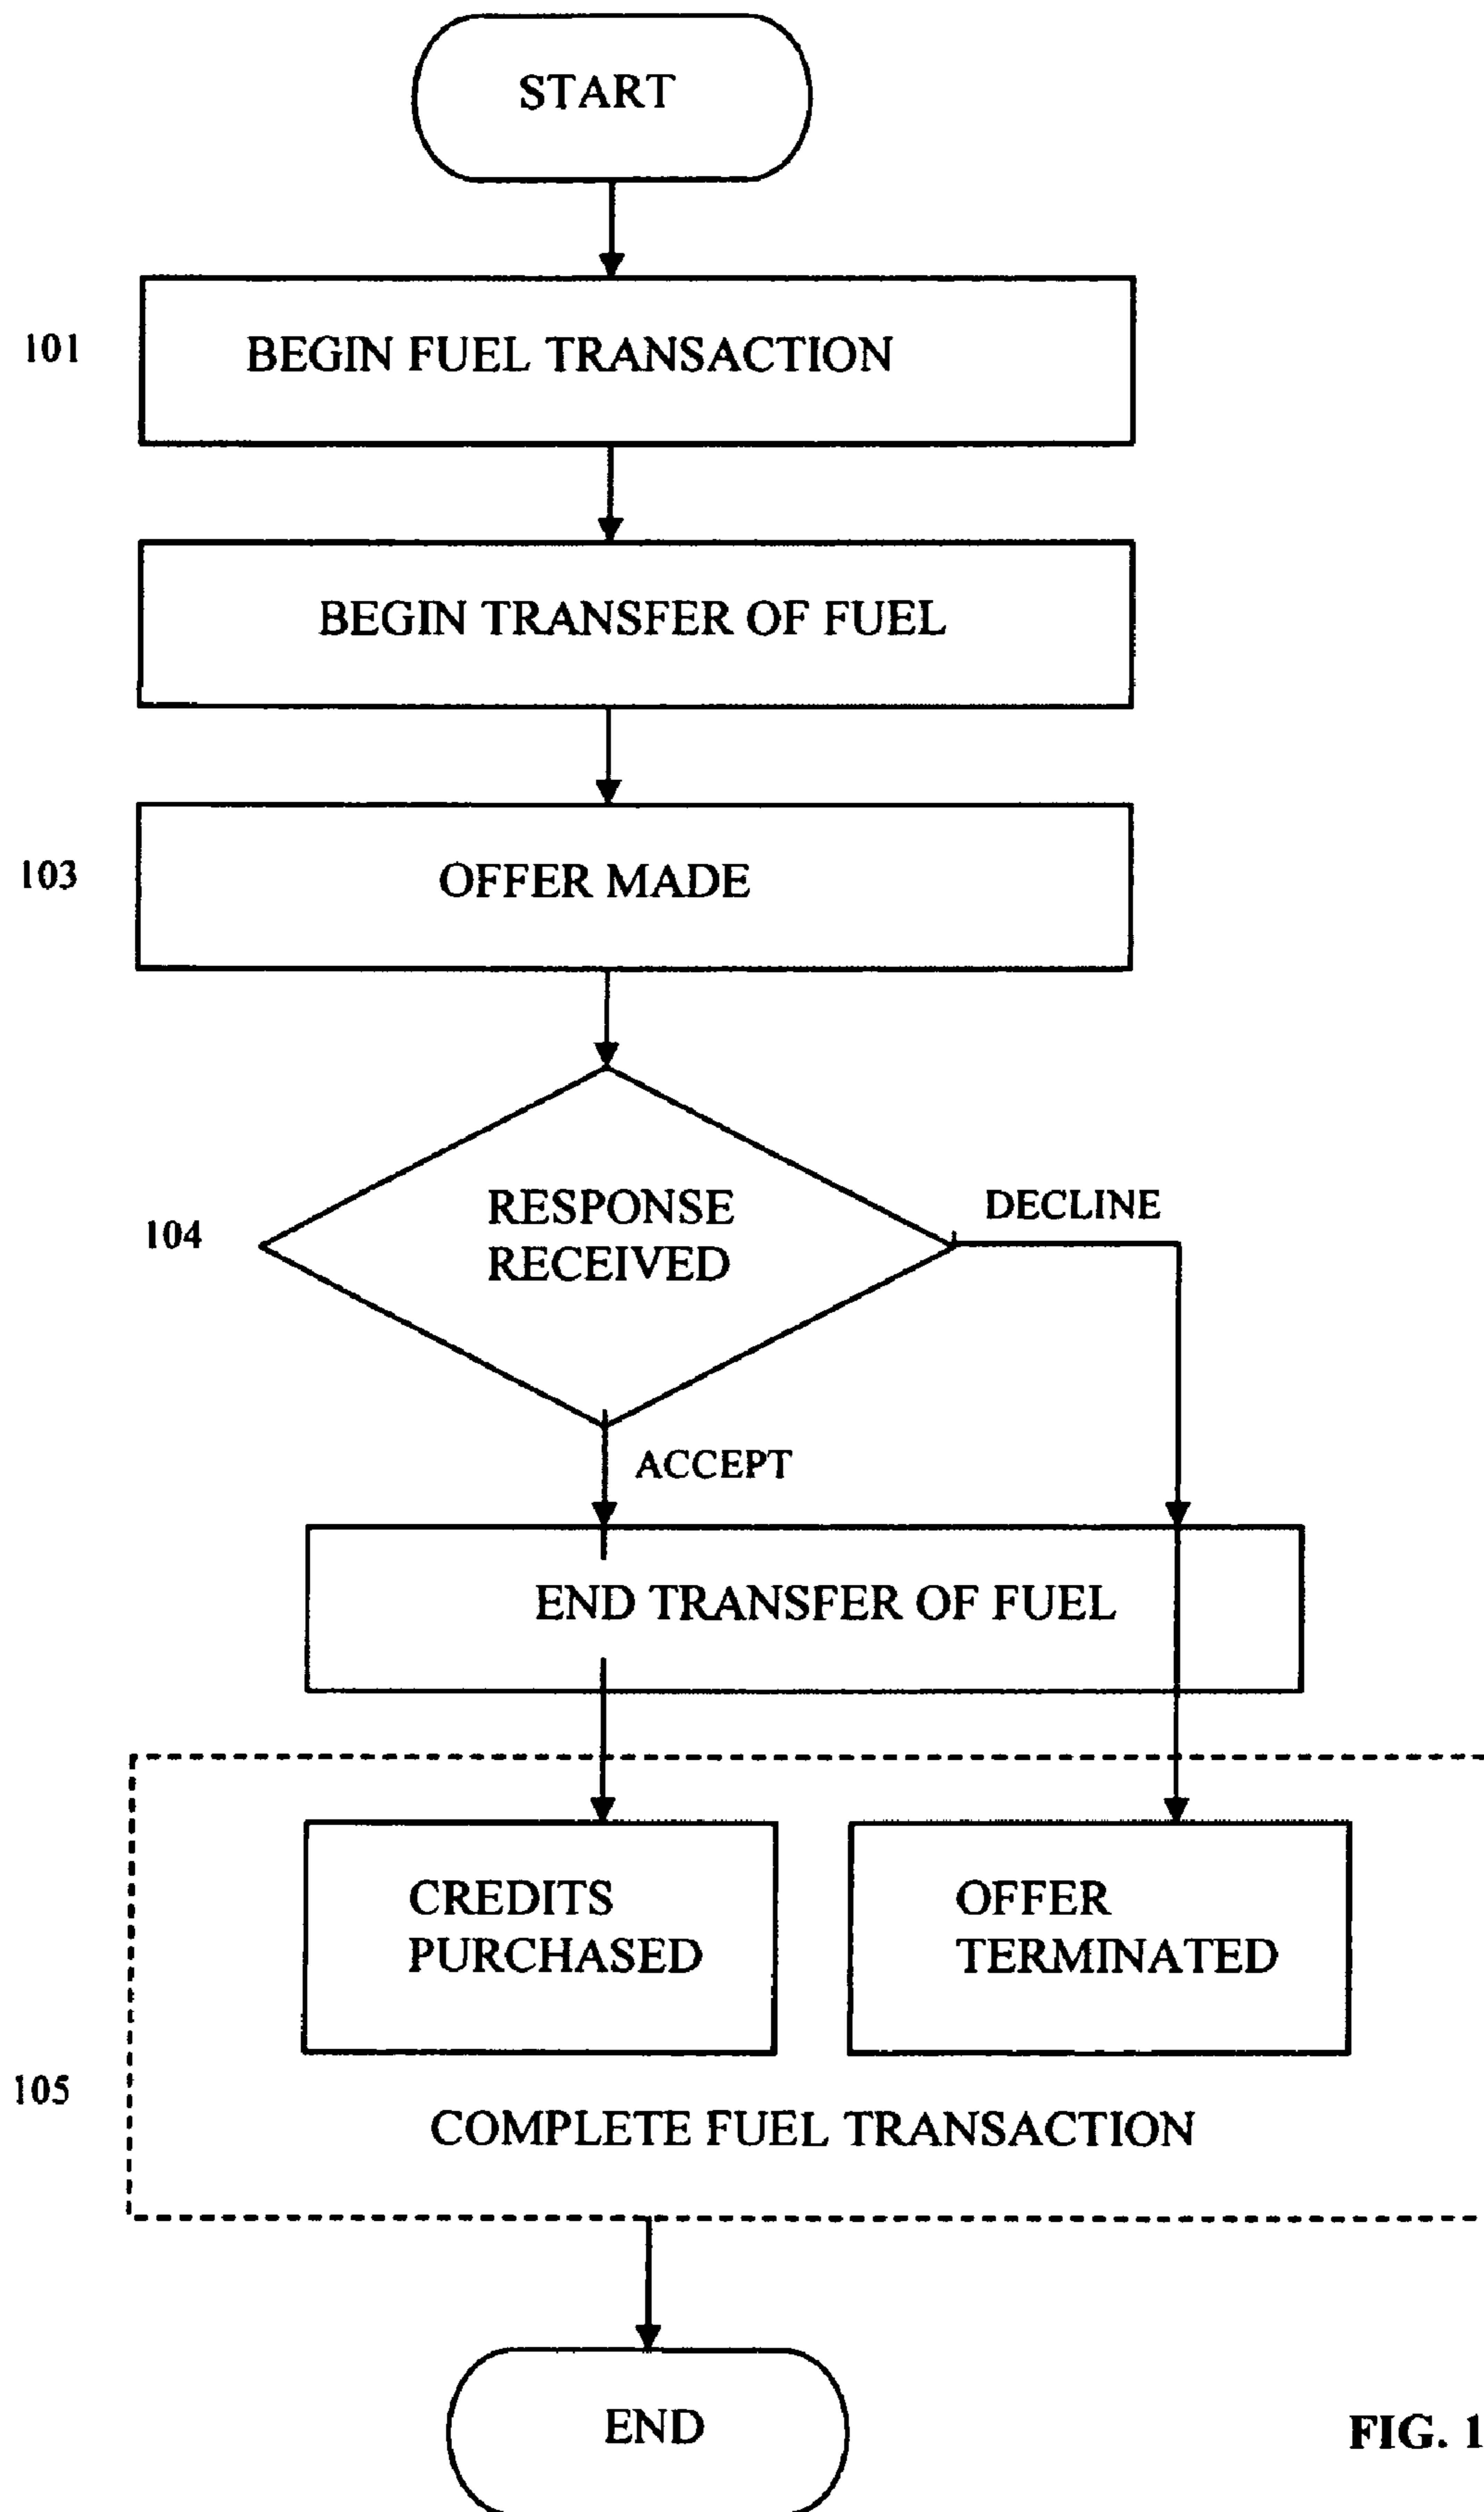 START
101
BEGIN FUEL TRANSACTION
BEGIN TRANSFER OF FUEL
103
OFFER MADE
104
RESPONSE
RECEIVED
DECLINE
ACCEPT
END TRANSFER OF FUEL
CREDITS
PURCHASED
OFFER
TERMINATED
105
COMPLETE FUEL TRANSACTION
END
FIG. 1